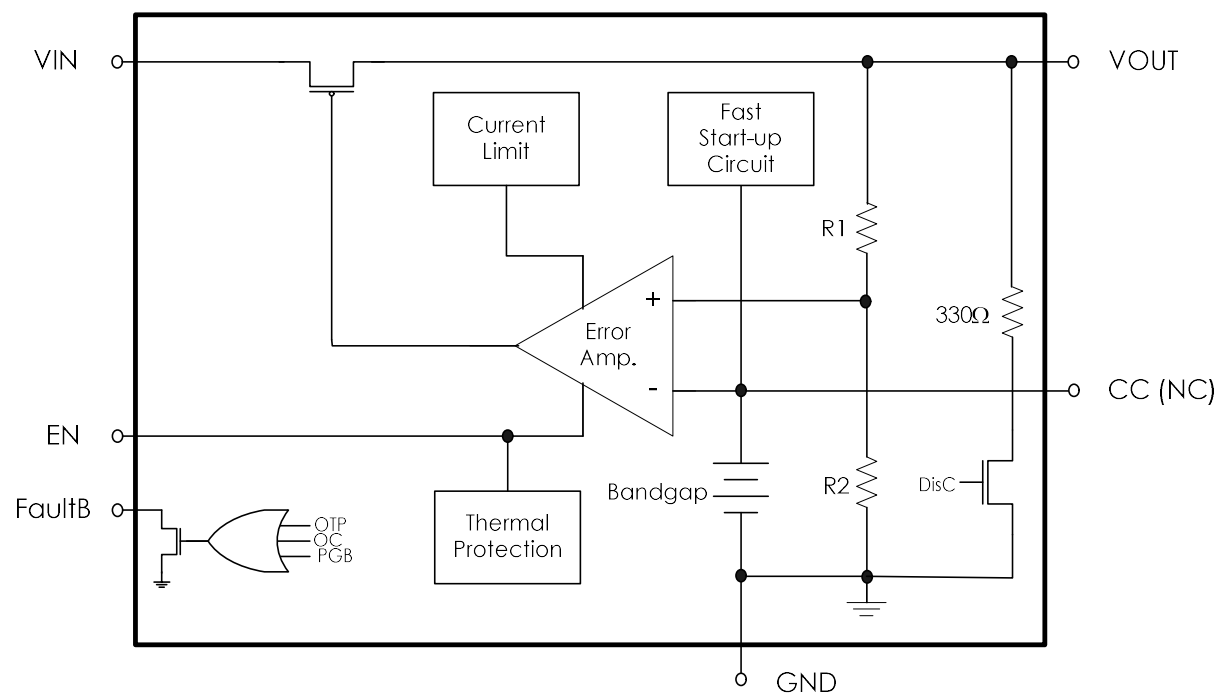 VIN
VOUT
Current
Limit
Fast
Start-up
Circuit
R1
+
330Ω
Error
Amp.
-
CC (NC)
EN
Bandgap
R2
DisC
FaultB
OTP
OC
PGB
Thermal
Protection
GND